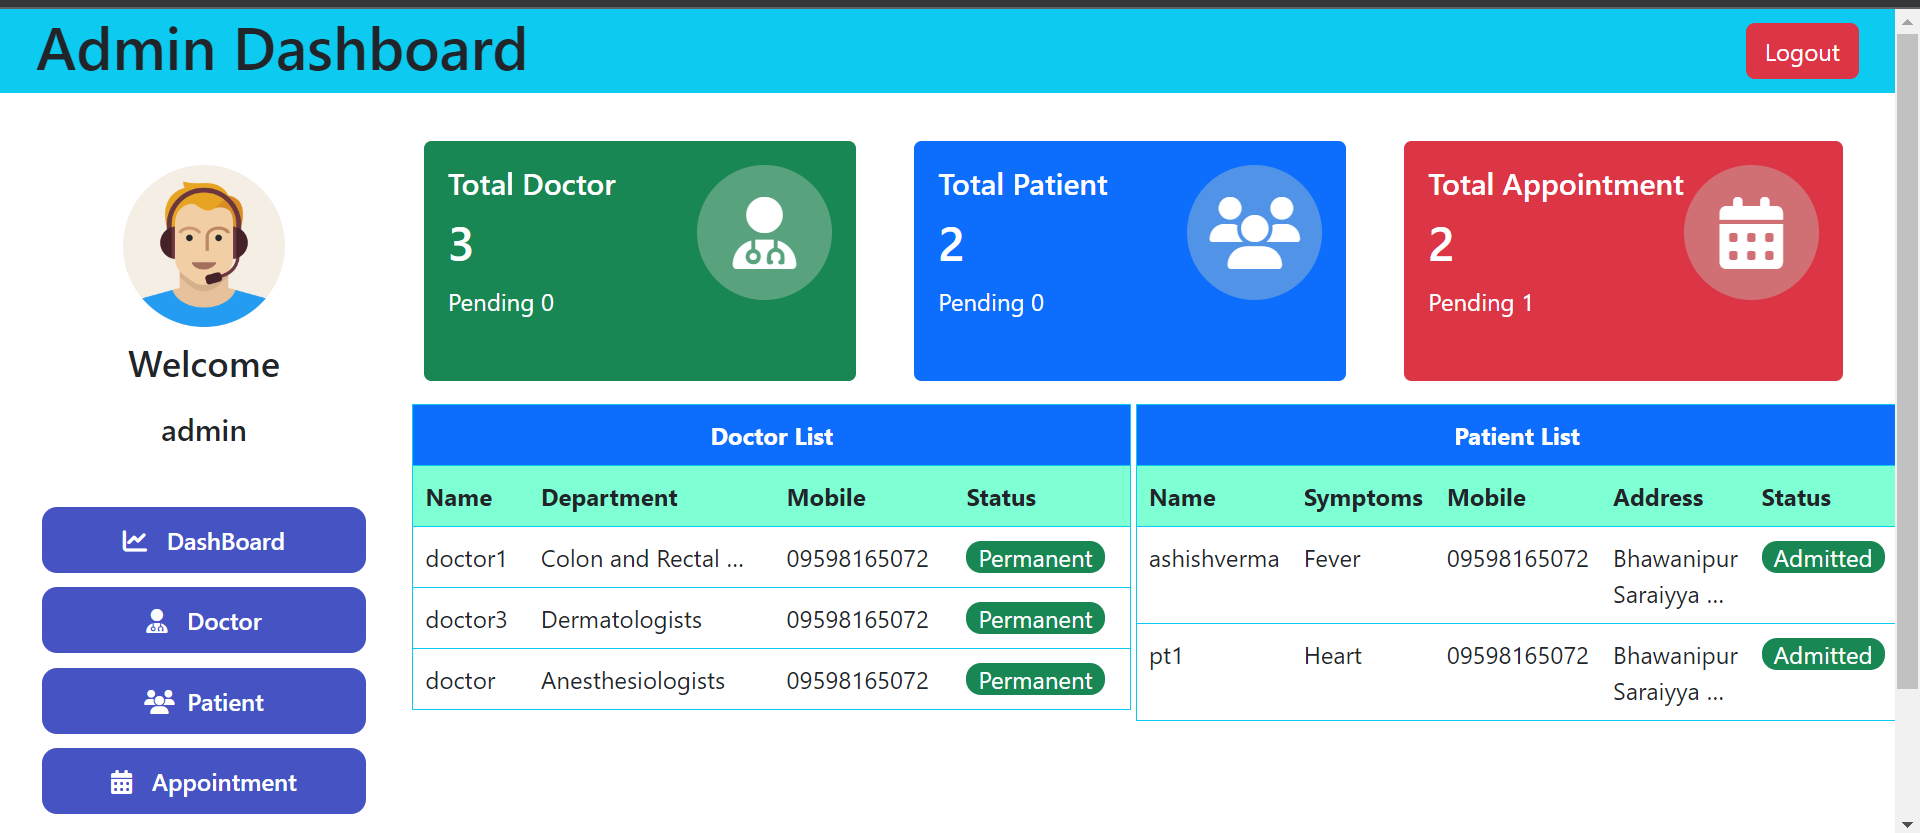 Admin Dashboard
Logout
Welcome
admin
DashBoard
Doctor
Patient
Appointment
Total Doctor
3
Pending 0
Total Patient
2
Pending 0
Total Appointment
2
Pending 1
Doctor List
Name Department Mobile Status
doctor1 Colon and Rectal ... 09598165072 Permanent
doctor3 Dermatologists 09598165072 Permanent
doctor Anesthesiologists 09598165072 Permanent
Patient List
Name Symptoms Mobile Address Status
ashishverma Fever 09598165072 Bhawanipur Admitted
Saraiyya ...
pt1 Heart 09598165072 Bhawanipur Admitted
Saraiyya ...